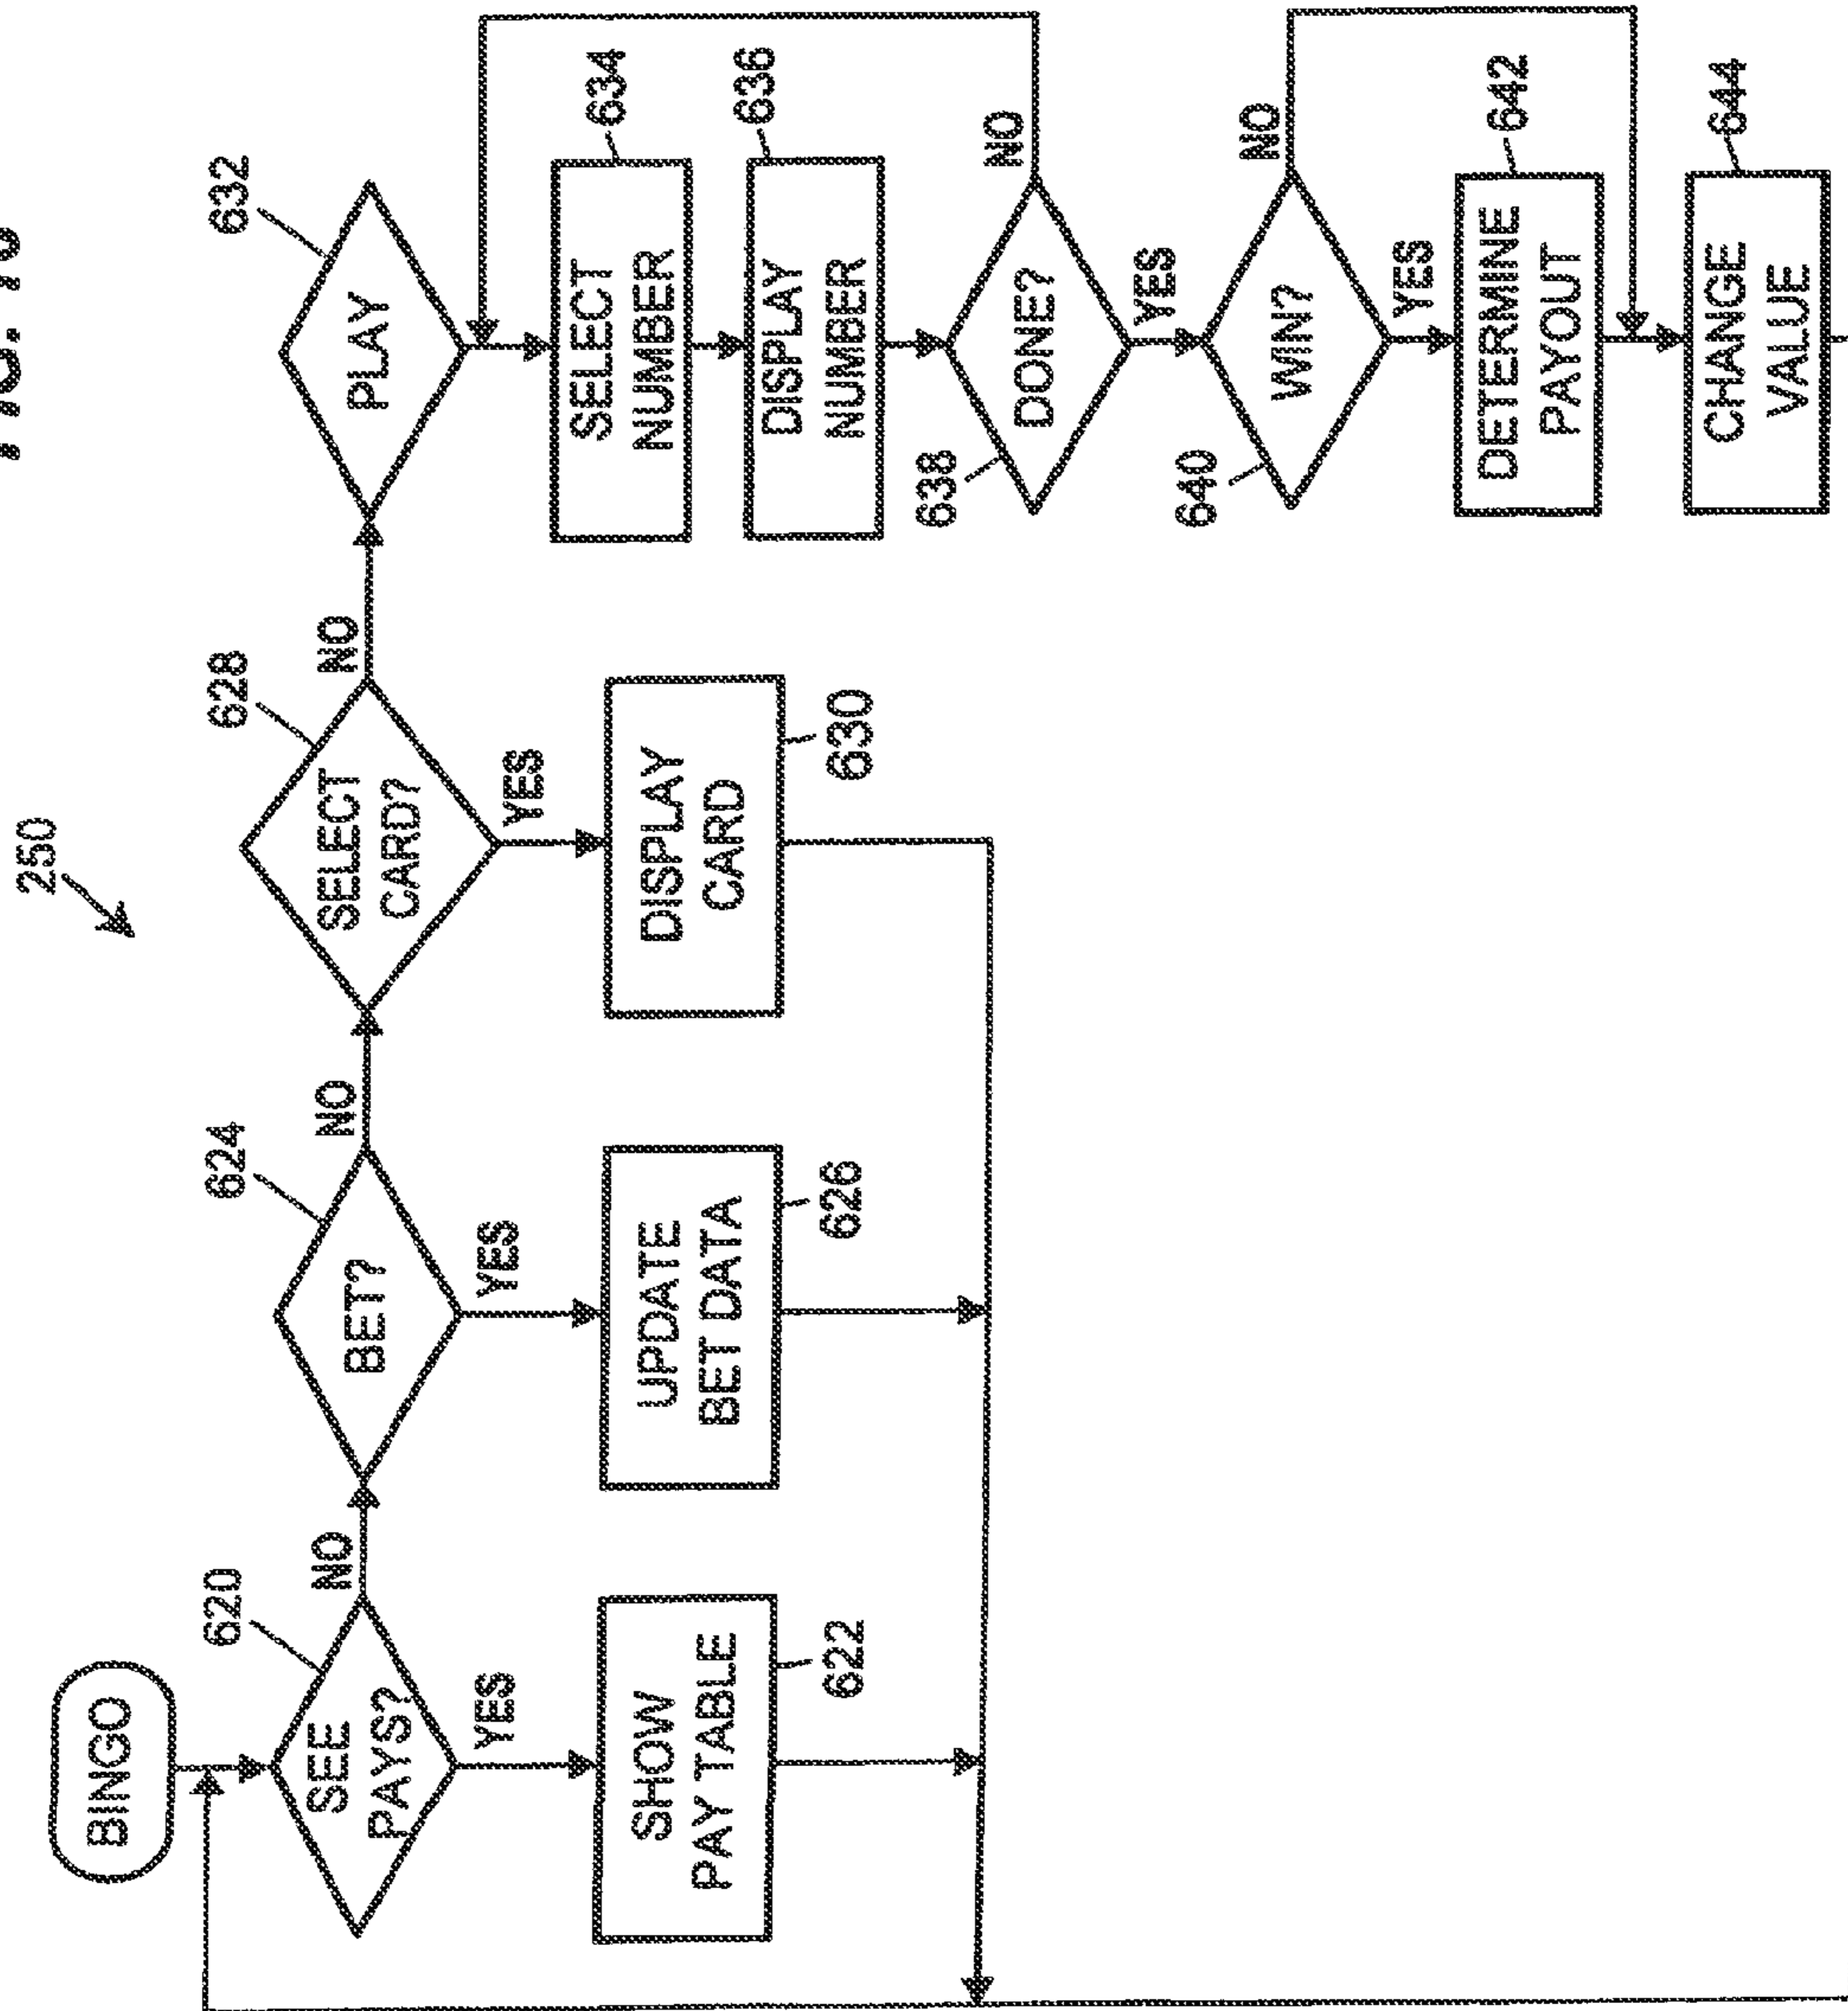 FIG.
250
BINGO
620
SEE
PAYS?
NO
YES
SHOW
PAY TABLE
622
624
BET?
NO
YES
UPDATE
BET DATA
626
628
SELECT
CARD?
NO
YES
DISPLAY
CARD
630
632
PLAY
SELECT
NUMBER
634
DISPLAY
NUMBER
636
638
DONE?
NO
YES
640
WIN?
NO
YES
DETERMINE
PAYOUT
642
CHANGE
VALUE
644